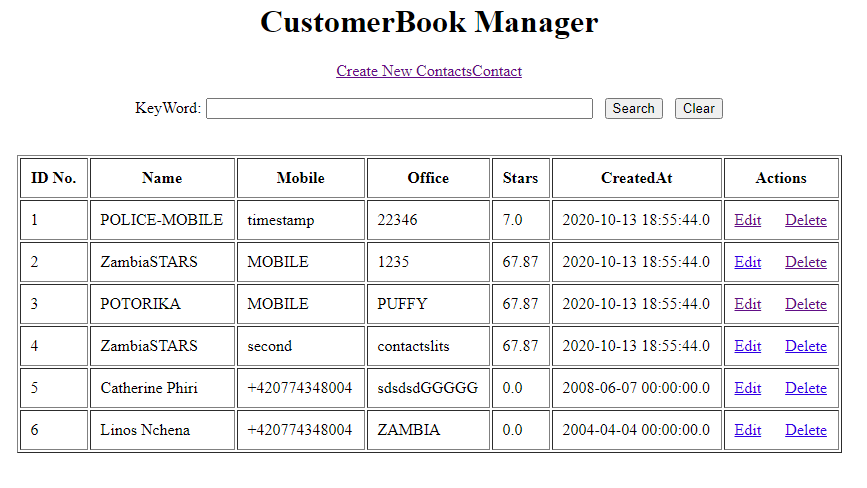 CustomerBook Manager
Create New ContactsContact
KeyWord: Search Clear
ID No. Name Mobile Office Stars CreatedAt Actions
1 POLICE-MOBILE timestamp 22346 7.0 2020-10-13 18:55:44.0 Edit Delete
2 ZambiaSTARS MOBILE 1235 67.87 2020-10-13 18:55:44.0 Edit Delete
3 POTORIKA MOBILE PUFFY 67.87 2020-10-13 18:55:44.0 Edit Delete
4 ZambiaSTARS second contactslits 67.87 2020-10-13 18:55:44.0 Edit Delete
5 Catherine Phiri +420774348004 sdsdsdGGGGG 0.0 2008-06-07 00:00:00.0 Edit Delete
6 Linos Nchena +420774348004 ZAMBIA 0.0 2004-04-04 00:00:00.0 Edit Delete